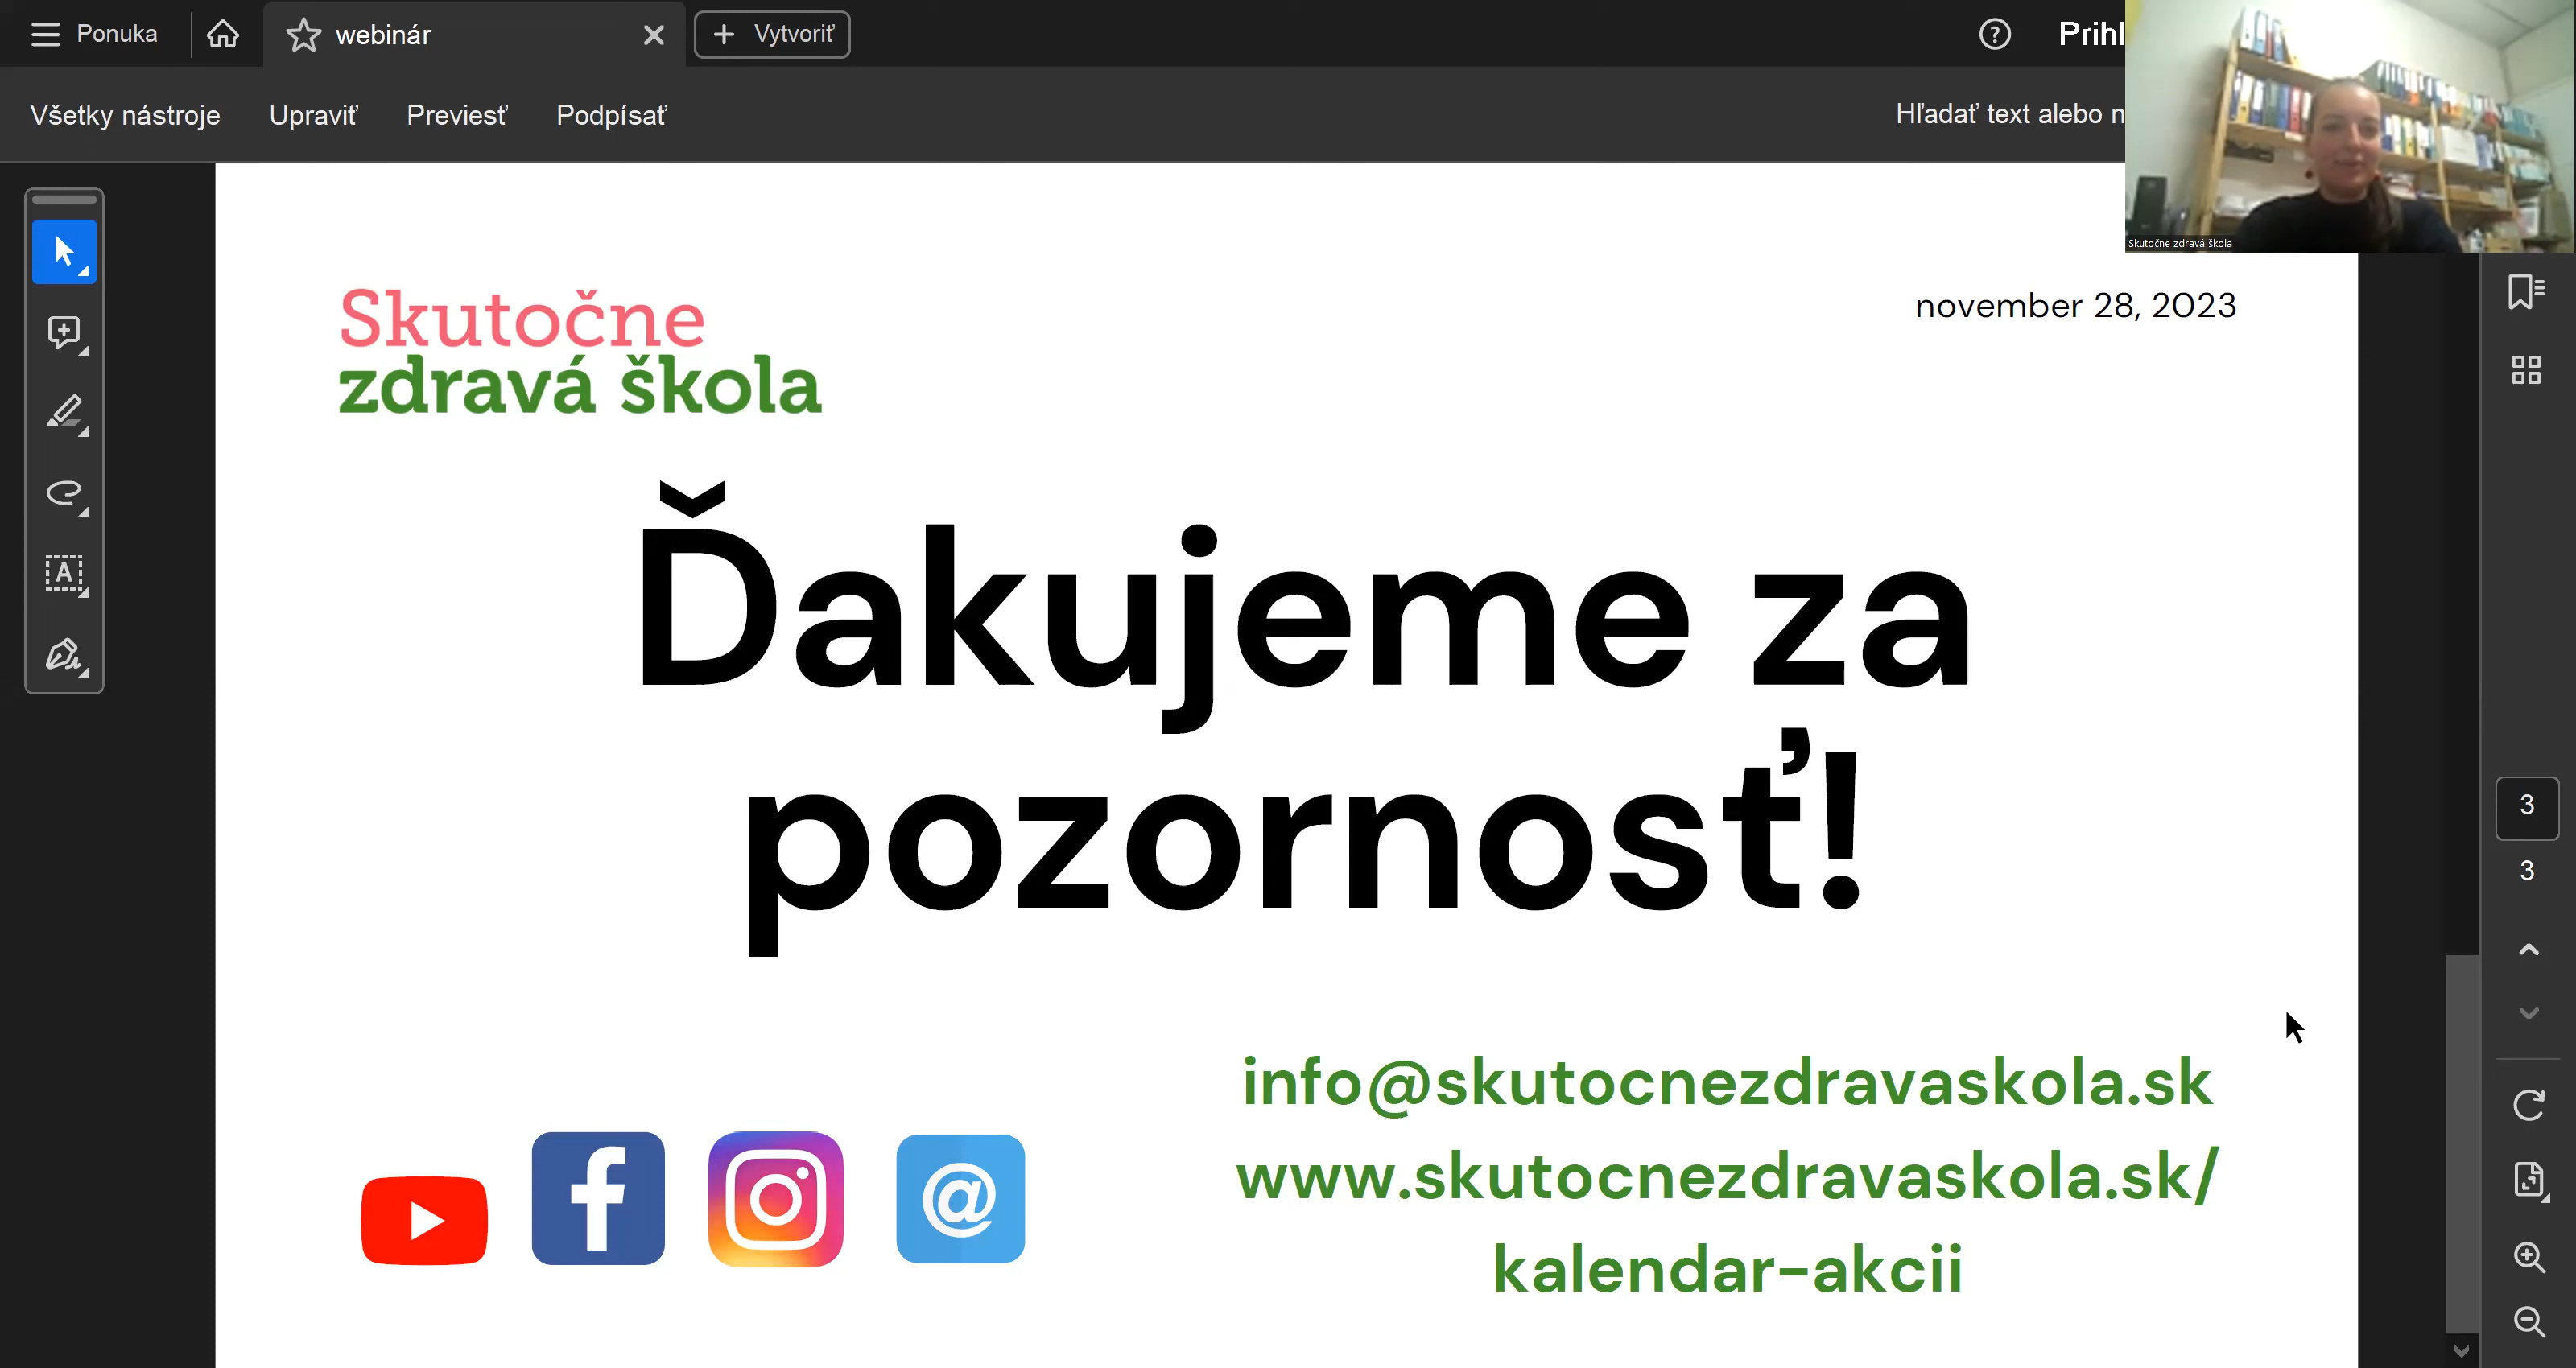 Ponuka
webinár
Vytvoriť
Prihl
Všetky nástroje
Upraviť
Previesť
Podpísať
Hľadať text alebo n
Skutočne zdravá škola
Skutočne
zdravá škola
november 28, 2023
Ďakujeme za
pozornosť!
info@skutocnezdravaskola.sk
www.skutocnezdravaskola.sk/
kalendar-akcii
3
3